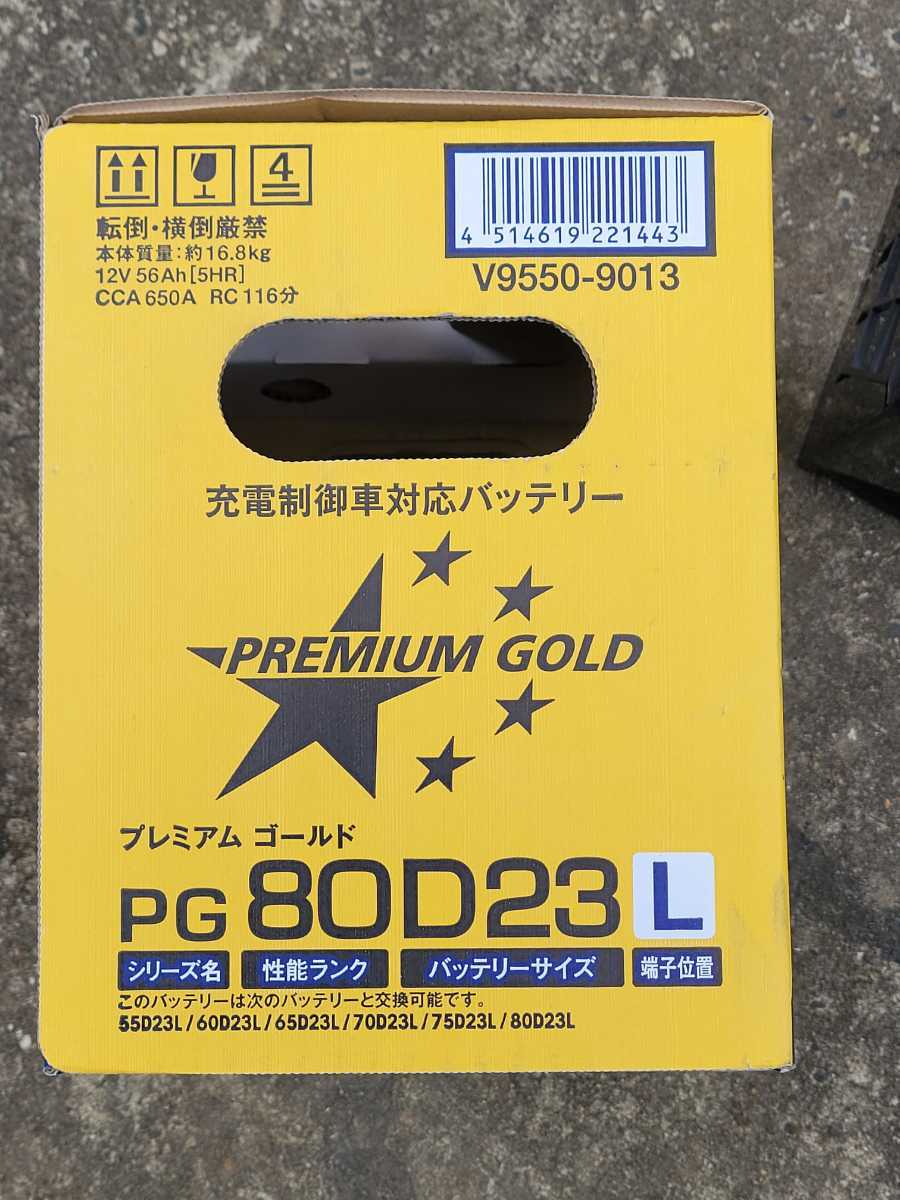 4
転倒・横倒厳禁
本体質量:約16.8kg
12V 56Ah[5HR]
CCA 650A RC 116分
4 514619 221443
V9550-9013
充電制御車対応バッテリー
PREMIUM GOLD
プレミアム ゴールド
PG 80D23 L
シリーズ名 性能ランク バッテリーサイズ 端子位置
このバッテリーは次のバッテリーと交換可能です。
55D23L/60D23L/65D23L/70D23L/75D23L/80D23L